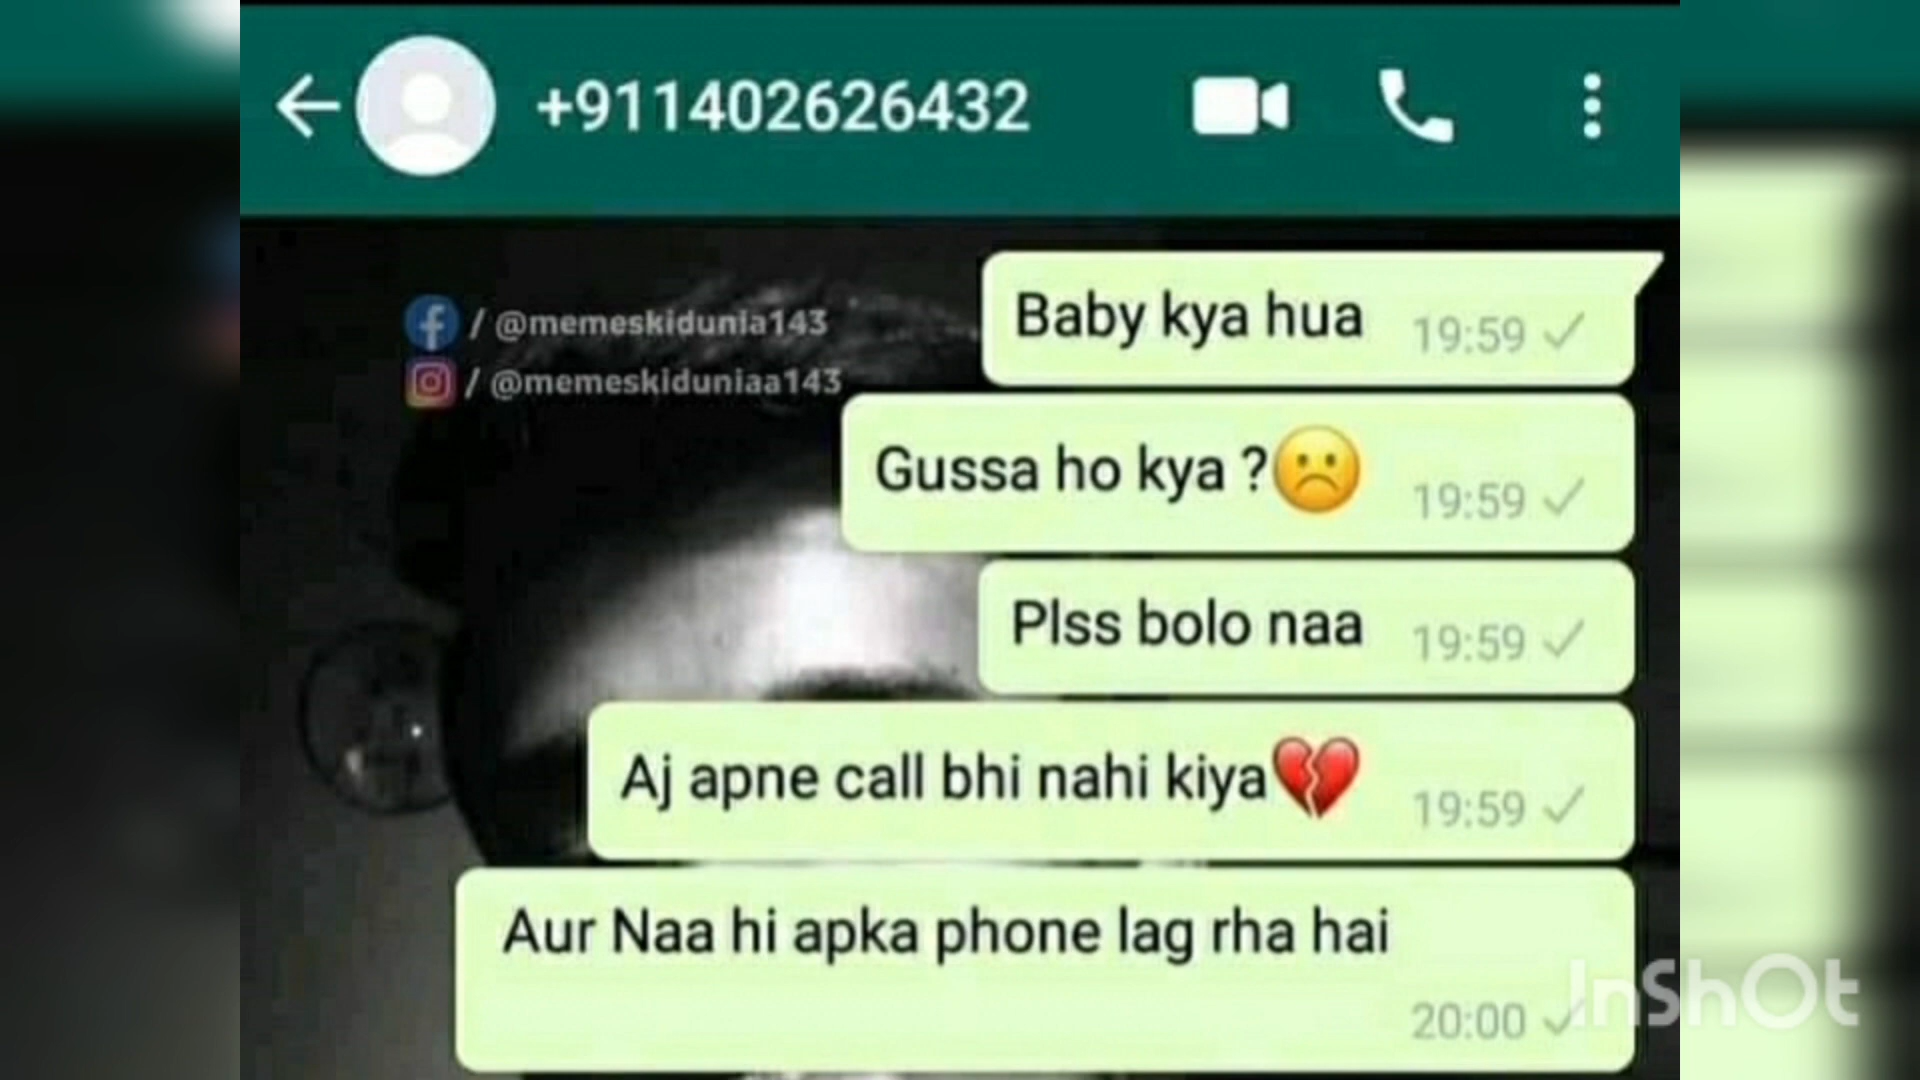 +911402626432
/ @memeskidunia143
/ @memeskiduniaa143
Baby kya hua 19:59
Gussa ho kya ?☹️ 19:59
Plss bolo naa 19:59
Aj apne call bhi nahi kiya💔 19:59
Aur Naa hi apka phone lag rha hai
20:00
InShOt